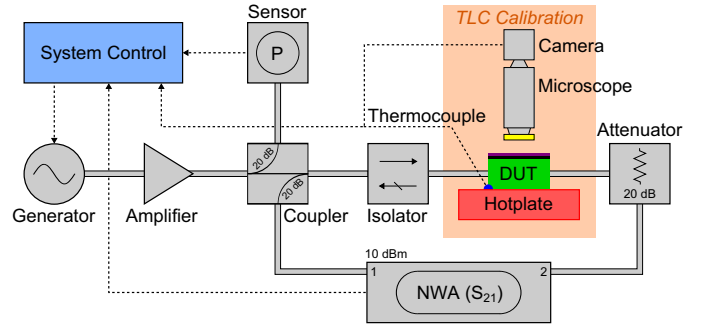 Sensor
TLC Calibration
System Control
P
Camera
Microscope
Thermocouple
Attenuator
20 dB
20 dB
DUT
20 dB
Generator
Amplifier
Coupler
Isolator
Hotplate
10 dBm
1
NWA (S21)
2